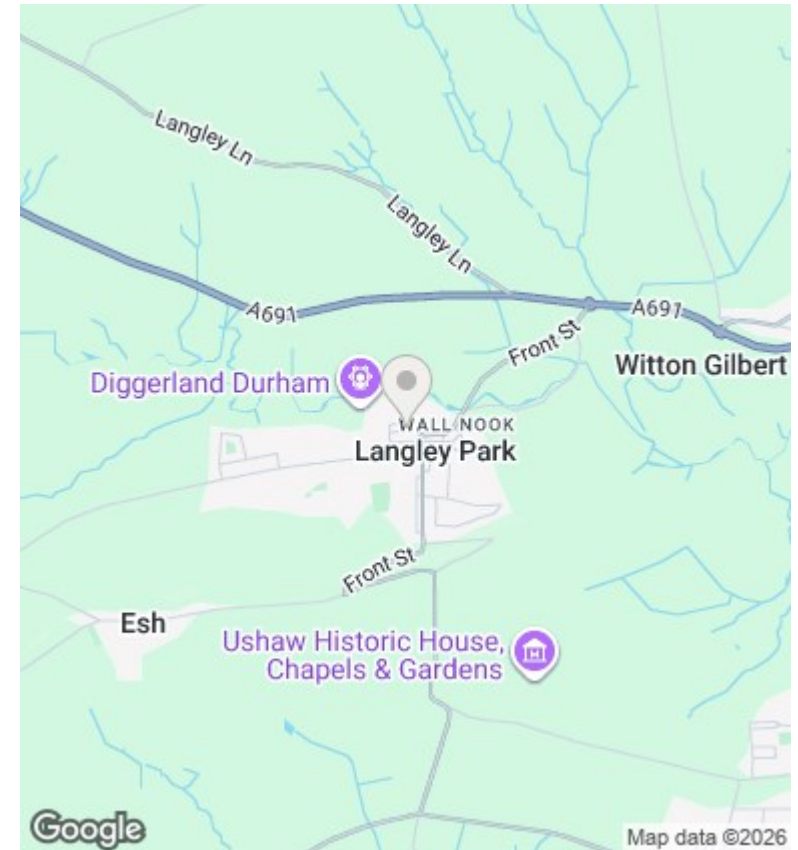 Langley Ln
Langley Ln
A691
A691
Front St
Witton Gilbert
Diggerland Durham
WALL NOOK
Langley Park
Front St
Esh
Ushaw Historic House,
Chapels & Gardens
Google
Map data ©2026